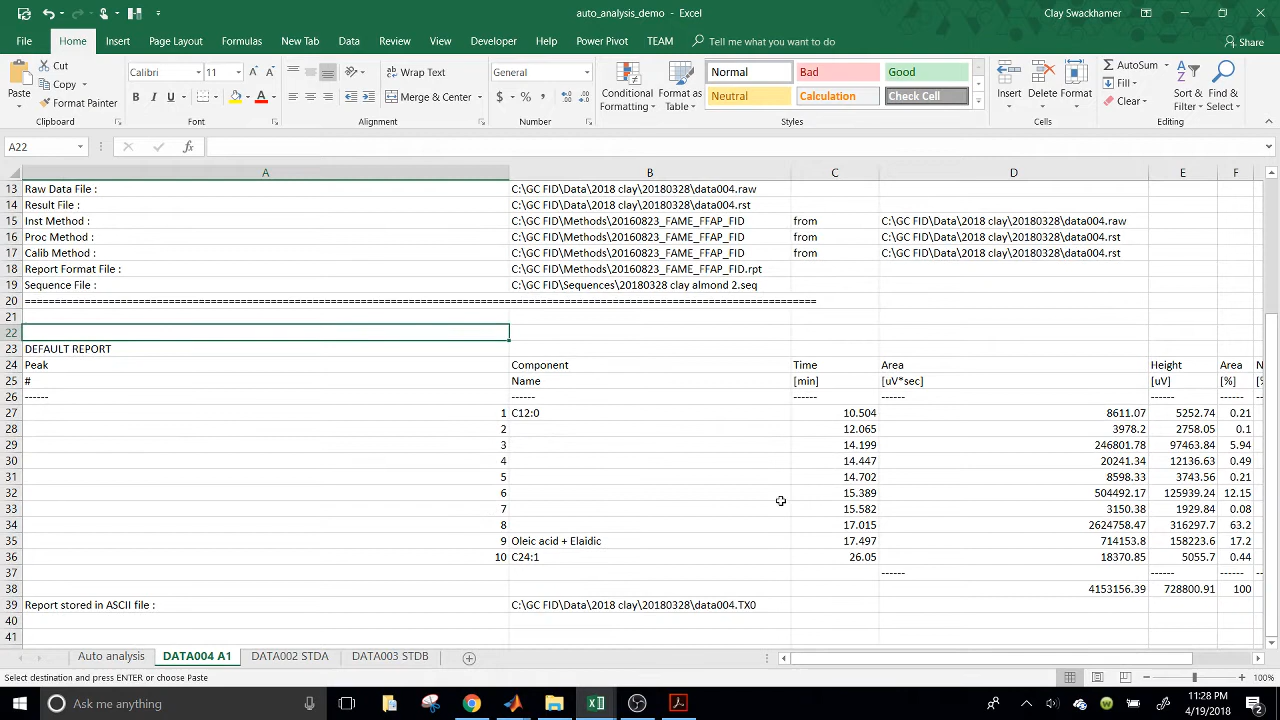 auto_analysis_demo - Excel
Clay Swackhamer
File Home Insert Page Layout Formulas New Tab Data Review View Developer Help Power Pivot TEAM Tell me what you want to do Share
Paste
Cut
Copy
Format Painter
Clipboard
Calibri 11
B I U
Font
Wrap Text
Merge & Center
Alignment
General
$ % ,
Number
Conditional Formatting
Format as Table
Normal Bad Good
Neutral Calculation Check Cell
Styles
Insert Delete Format
Cells
AutoSum
Fill
Clear
Sort & Filter
Find & Select
Editing
A22
fx
A B C D E F
13 Raw Data File : C:\GC FID\Data\2018 clay\20180328\data004.raw
14 Result File : C:\GC FID\Data\2018 clay\20180328\data004.rst
15 Inst Method : C:\GC FID\Methods\20160823_FAME_FFAP_FID from C:\GC FID\Data\2018 clay\20180328\data004.raw
16 Proc Method : C:\GC FID\Methods\20160823_FAME_FFAP_FID from C:\GC FID\Data\2018 clay\20180328\data004.rst
17 Calib Method : C:\GC FID\Methods\20160823_FAME_FFAP_FID from C:\GC FID\Data\2018 clay\20180328\data004.rst
18 Report Format File : C:\GC FID\Methods\20160823_FAME_FFAP_FID.rpt
19 Sequence File : C:\GC FID\Sequences\20180328 clay almond 2.seq
20 ====================================================================================
21
22
23 DEFAULT REPORT
24 Peak Component Time Area Height Area N
25 # Name [min] [uV*sec] [uV] [%] [%
26 ------ ------ ------ ------ ------ ------ --
27 1 C12:0 10.504 8611.07 5252.74 0.21
28 2 12.065 3978.2 2758.05 0.1
29 3 14.199 246801.78 97463.84 5.94
30 4 14.447 20241.34 12136.63 0.49
31 5 14.702 8598.33 3743.56 0.21
32 6 15.389 504492.17 125939.24 12.15
33 7 15.582 3150.38 1929.84 0.08
34 8 17.015 2624758.47 316297.7 63.2
35 9 Oleic acid + Elaidic 17.497 714153.8 158223.6 17.2
36 10 C24:1 26.05 18370.85 5055.7 0.44
37 ------ ------ ------ --
38 4153156.39 728800.91 100
39 Report stored in ASCII file : C:\GC FID\Data\2018 clay\20180328\data004.TX0
40
41
Auto analysis DATA004 A1 DATA002 STDA DATA003 STDB
Select destination and press ENTER or choose Paste
100%
Ask me anything
11:28 PM
4/19/2018